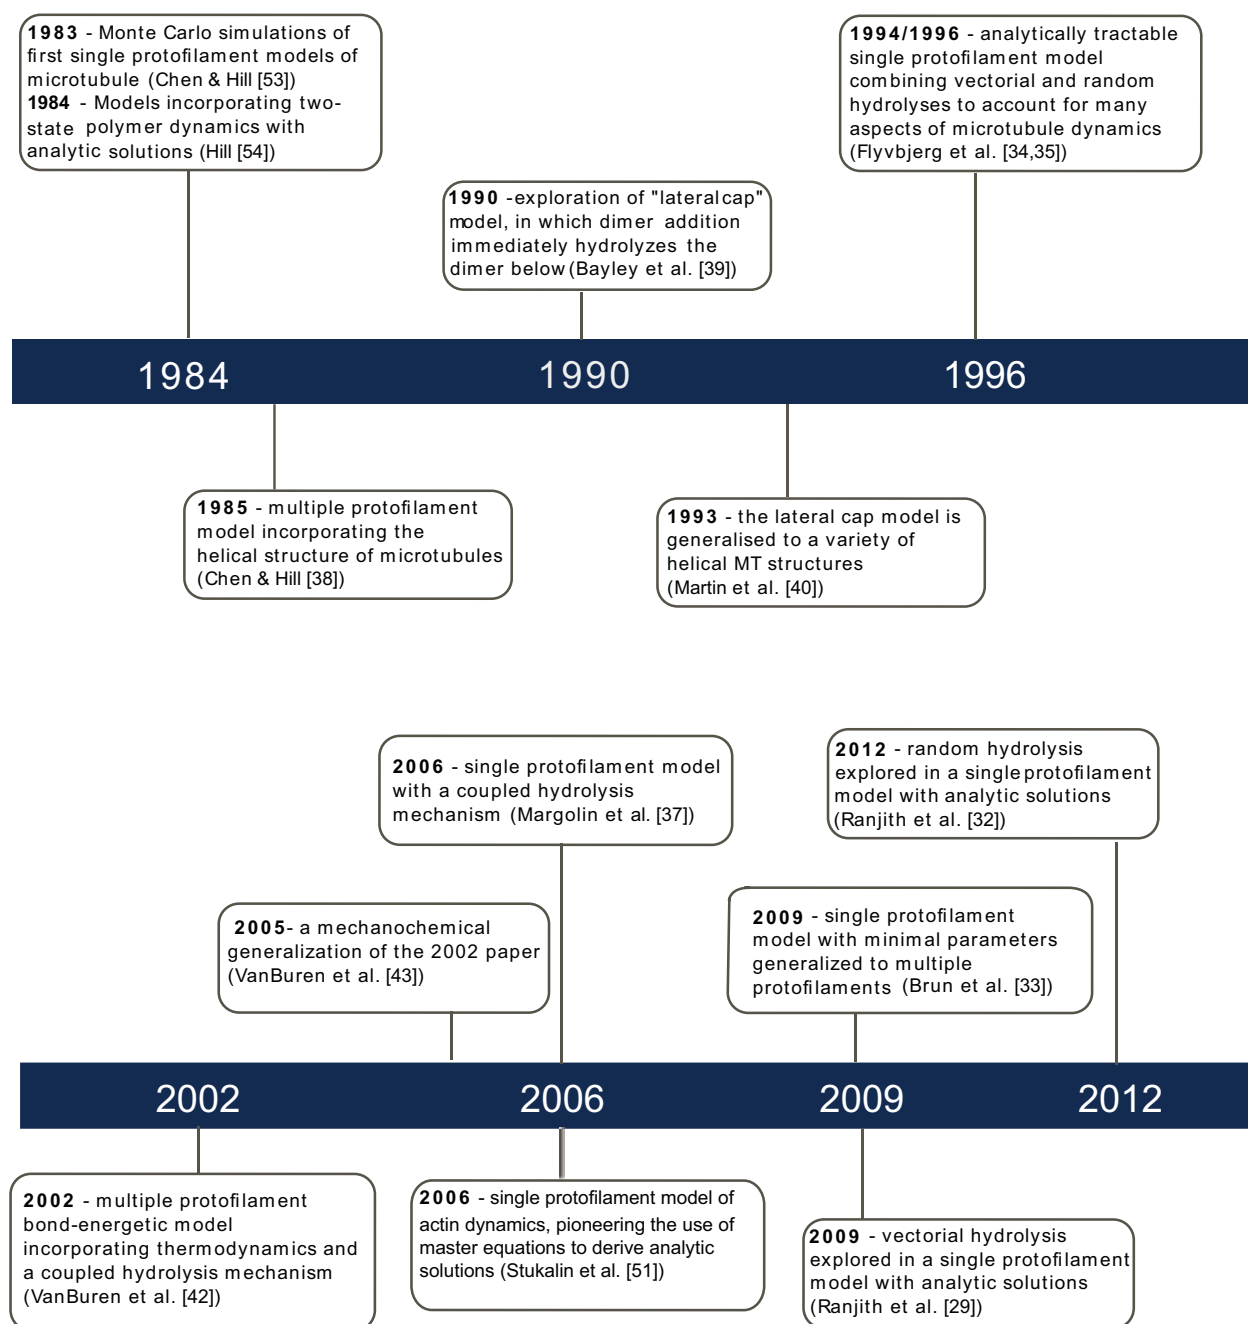 1983 - Monte Carlo simulations of
first single protofilament models of
microtubule (Chen & Hill [53])
1984 - Models incorporating two-
state polymer dynamics with
analytic solutions (Hill [54])
1990 -exploration of "lateral cap"
model, in which dimer addition
immediately hydrolyzes the
dimer below (Bayley et al. [39])
1994/1996 - analytically tractable
single protofilament model
combining vectorial and random
hydrolyses to account for many
aspects of microtubule dynamics
(Flyvbjerg et al. [34,35])
1984
1990
1996
1985 - multiple protofilament
model incorporating the
helical structure of microtubules
(Chen & Hill [38])
1993 - the lateral cap model is
generalised to a variety of
helical MT structures
(Martin et al. [40])
2006 - single protofilament model
with a coupled hydrolysis
mechanism (Margolin et al. [37])
2012 - random hydrolysis
explored in a single protofilament
model with analytic solutions
(Ranjith et al. [32])
2005- a mechanochemical
generalization of the 2002 paper
(VanBuren et al. [43])
2009 - single protofilament
model with minimal parameters
generalized to multiple
protofilaments (Brun et al. [33])
2002
2006
2009
2012
2002 - multiple protofilament
bond-energetic model
incorporating thermodynamics and
a coupled hydrolysis mechanism
(VanBuren et al. [42])
2006 - single protofilament model of
actin dynamics, pioneering the use of
master equations to derive analytic
solutions (Stukalin et al. [51])
2009 - vectorial hydrolysis
explored in a single protofilament
model with analytic solutions
(Ranjith et al. [29])